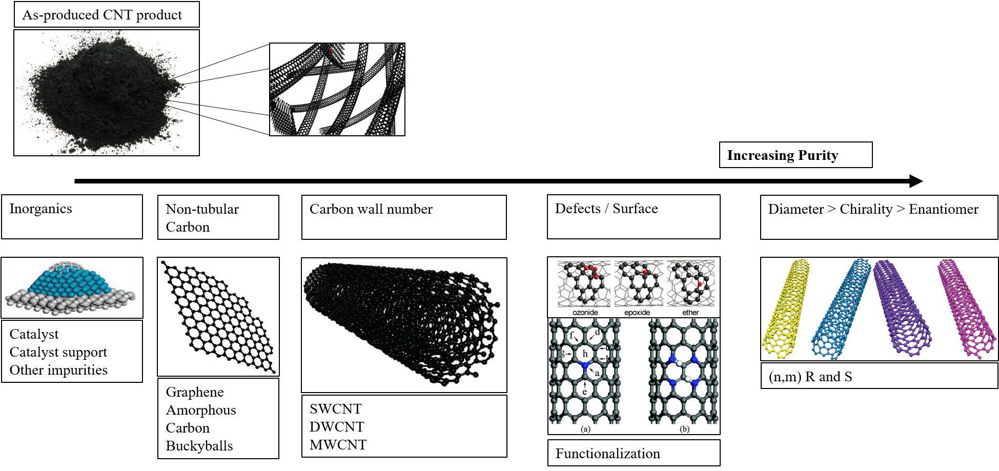 As-produced CNT product
Increasing Purity
Inorganics
Non-tubular
Carbon
Carbon wall number
Defects / Surface
Diameter > Chirality > Enantiomer
ozonide epoxide ether
f d
c
g h b
a
e
(a) (b)
Catalyst
Catalyst support
Other impurities
Graphene
Amorphous
Carbon
Buckyballs
SWCNT
DWCNT
MWCNT
Functionalization
(n,m) R and S